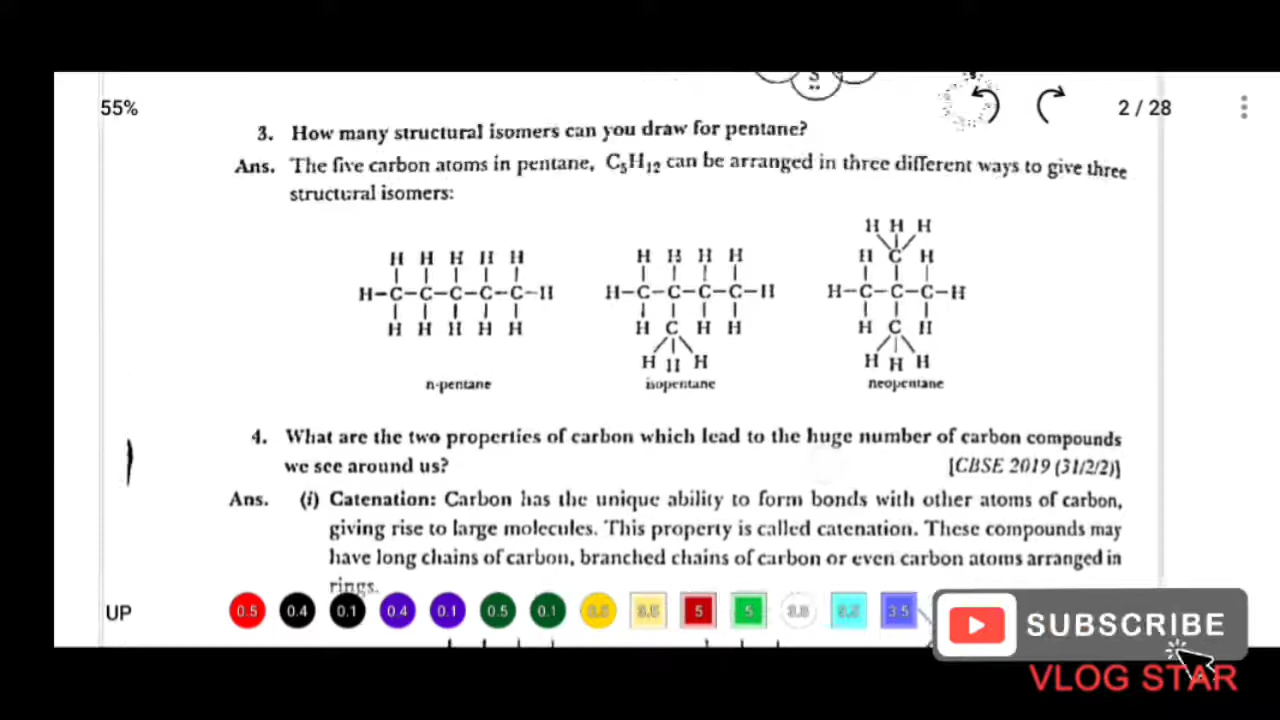 55%
2 / 28
3. How many structural isomers can you draw for pentane?
Ans. The five carbon atoms in pentane, C₅H₁₂ can be arranged in three different ways to give three
structural isomers:
H H H H H
H-C-C-C-C-C-H
H H H H H
n-pentane
H H H H
H-C-C-C-C-H
H C H H
H H H
isopentane
H H H
H C H
H-C-C-C-H
H C H
H H H
neopentane
4. What are the two properties of carbon which lead to the huge number of carbon compounds
we see around us? [CBSE 2019 (31/2/2)]
Ans. (i) Catenation: Carbon has the unique ability to form bonds with other atoms of carbon,
giving rise to large molecules. This property is called catenation. These compounds may
have long chains of carbon, branched chains of carbon or even carbon atoms arranged in
rings.
UP 0.5 0.4 0.1 0.4 0.1 0.5 0.1 5 5 3.5
SUBSCRIBE
VLOG STAR